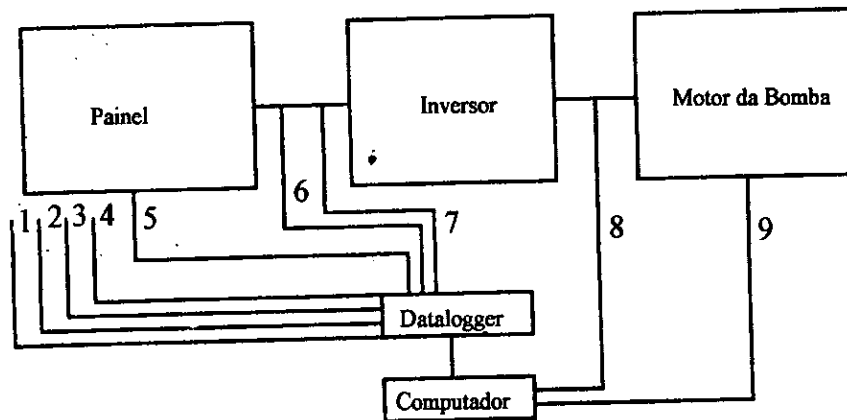 Painel
Inversor
Motor da Bomba
1 2 3 4 5 6 7 8 9
Datalogger
Computador